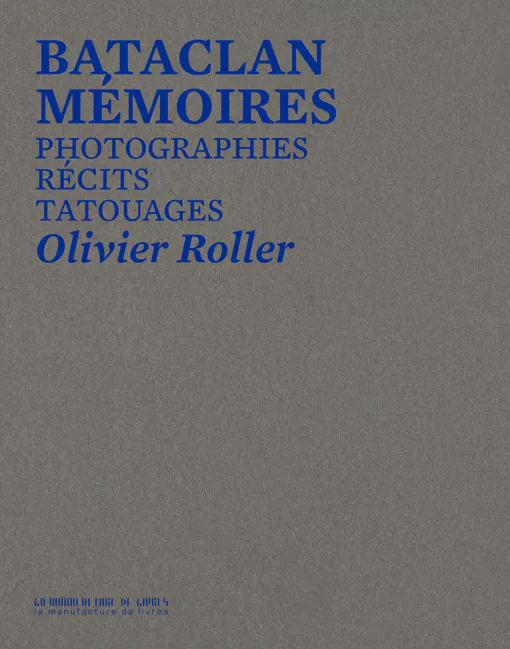 BATACLAN
MÉMOIRES
PHOTOGRAPHIES
RÉCITS
TATOUAGES
Olivier Roller
la manufacture de livres